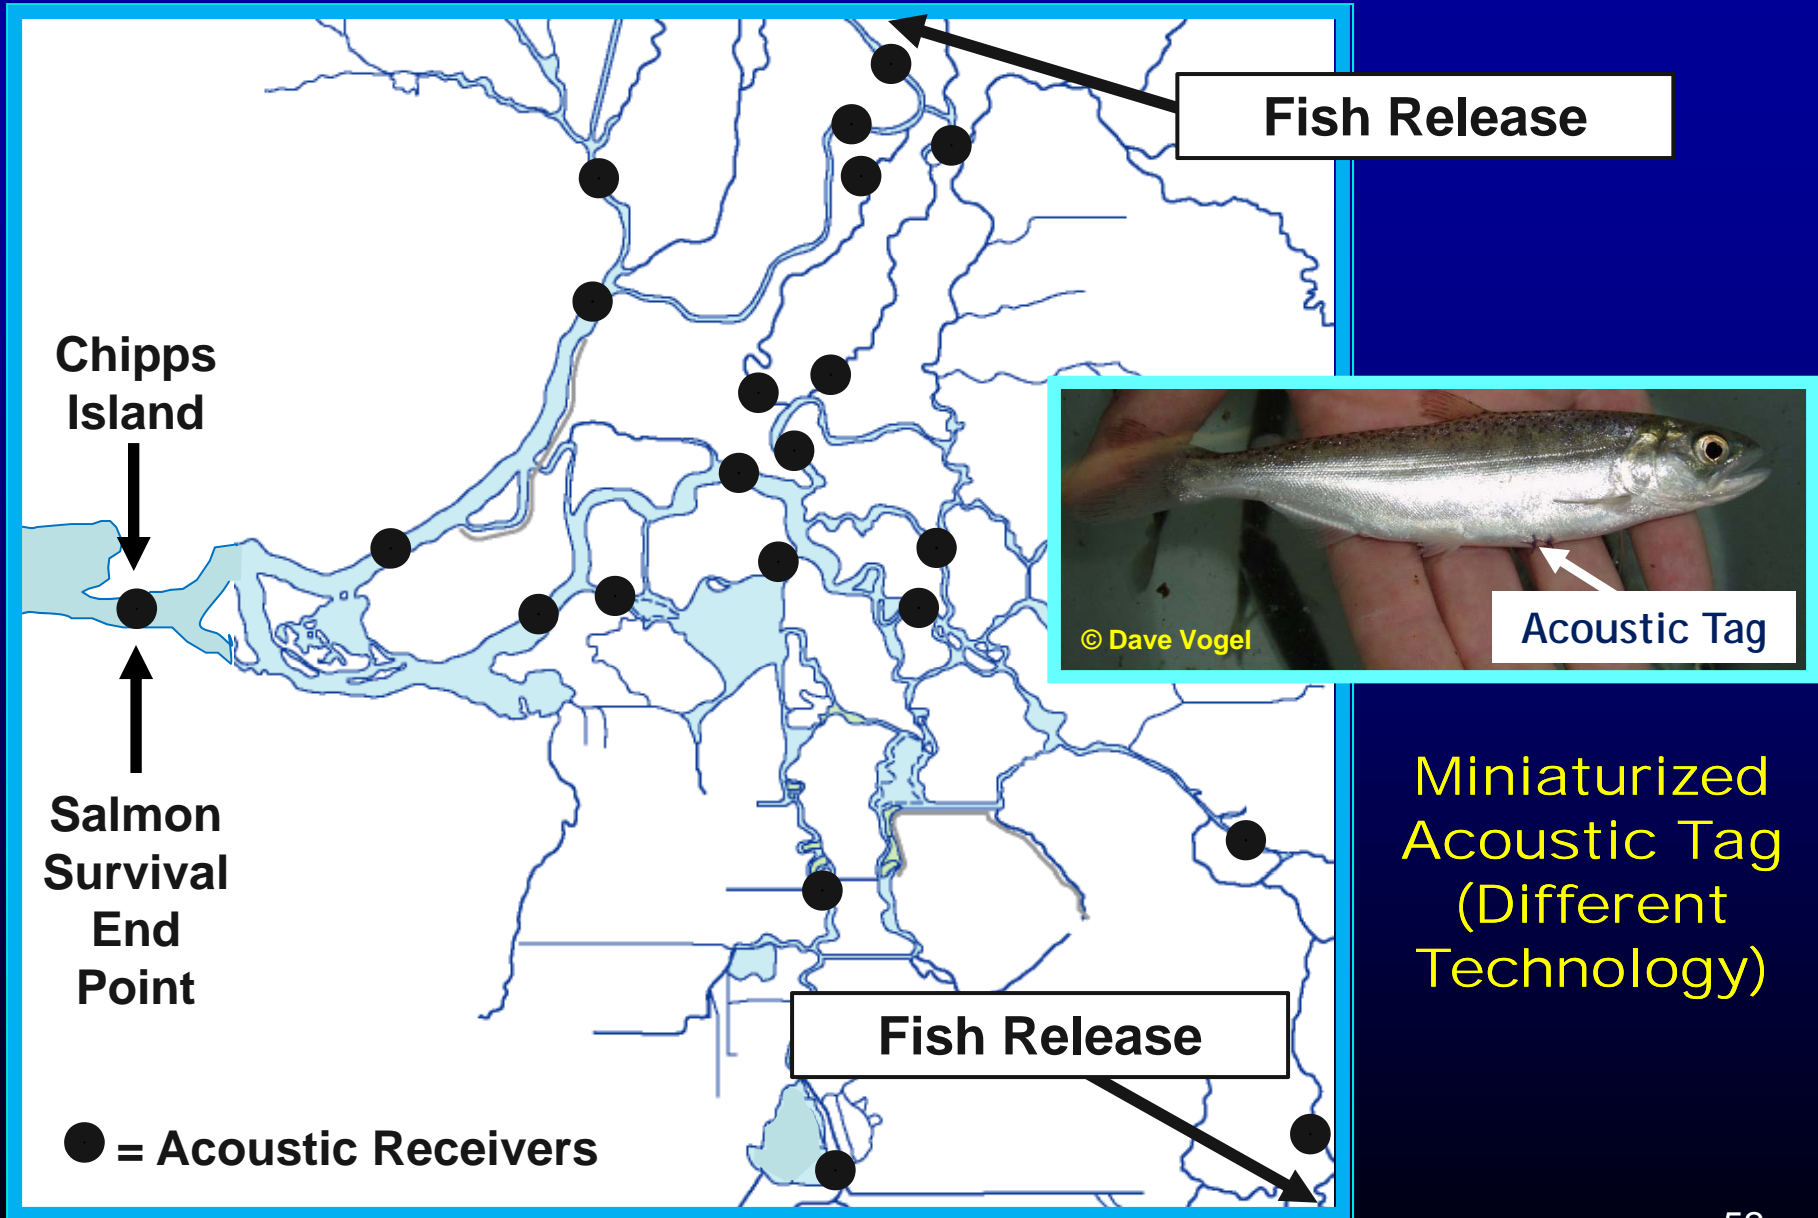 Fish Release
Chipps
Island
© Dave Vogel
Acoustic Tag
Salmon
Survival
End
Point
Miniaturized
Acoustic Tag
(Different
Technology)
Fish Release
= Acoustic Receivers